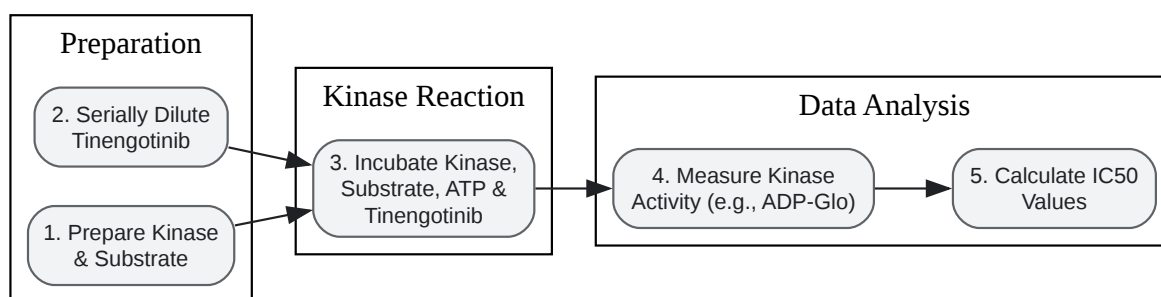 Preparation
2. Serially Dilute
Tinengotinib
1. Prepare Kinase
& Substrate
Kinase Reaction
3. Incubate Kinase,
Substrate, ATP &
Tinengotinib
Data Analysis
4. Measure Kinase
Activity (e.g., ADP-Glo)
5. Calculate IC50
Values